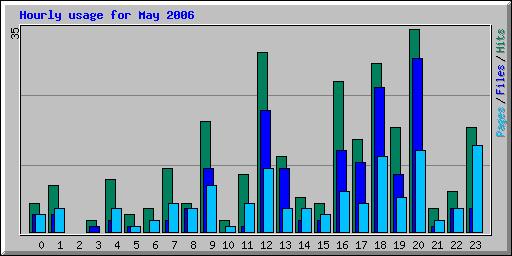 Hourly usage for May 2006
35
Pages / Files / Hits
0 1 2 3 4 5 6 7 8 9 10 11 12 13 14 15 16 17 18 19 20 21 22 23